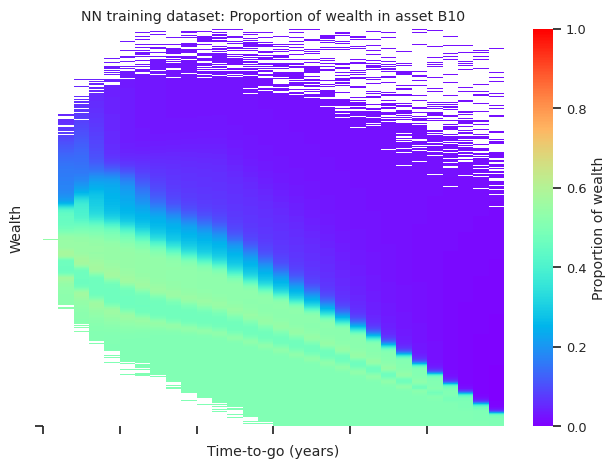 NN training dataset: Proportion of wealth in asset B10
1.0
0.8
0.6
0.4
0.2
0.0
Proportion of wealth
Wealth
Time-to-go (years)